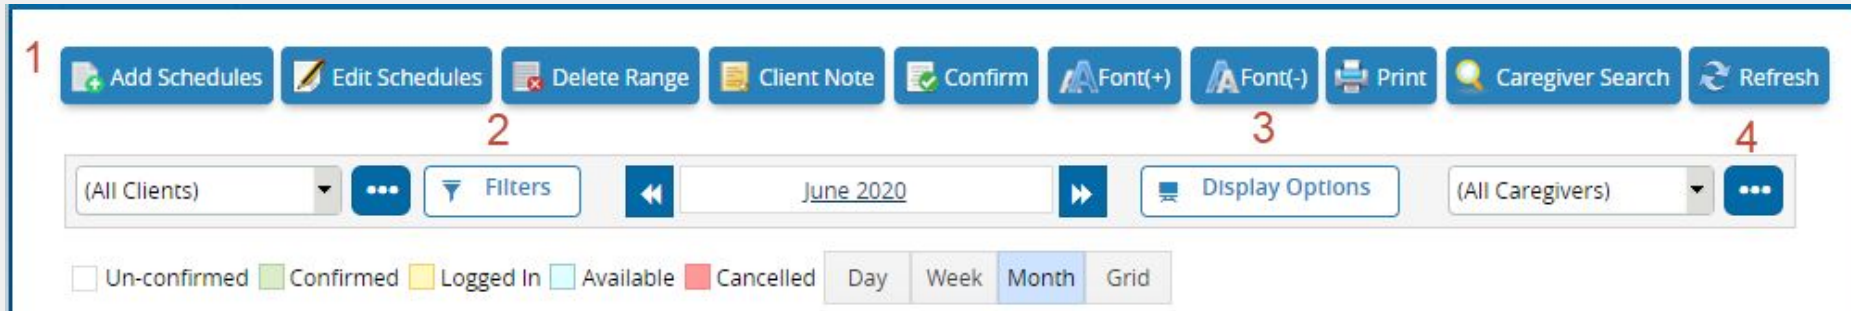 1 Add Schedules Edit Schedules Delete Range Client Note Confirm Font(+) Font(-) Print Caregiver Search Refresh
2 3 4
(All Clients) Filters June 2020 Display Options (All Caregivers)
Un-confirmed Confirmed Logged In Available Cancelled Day Week Month Grid